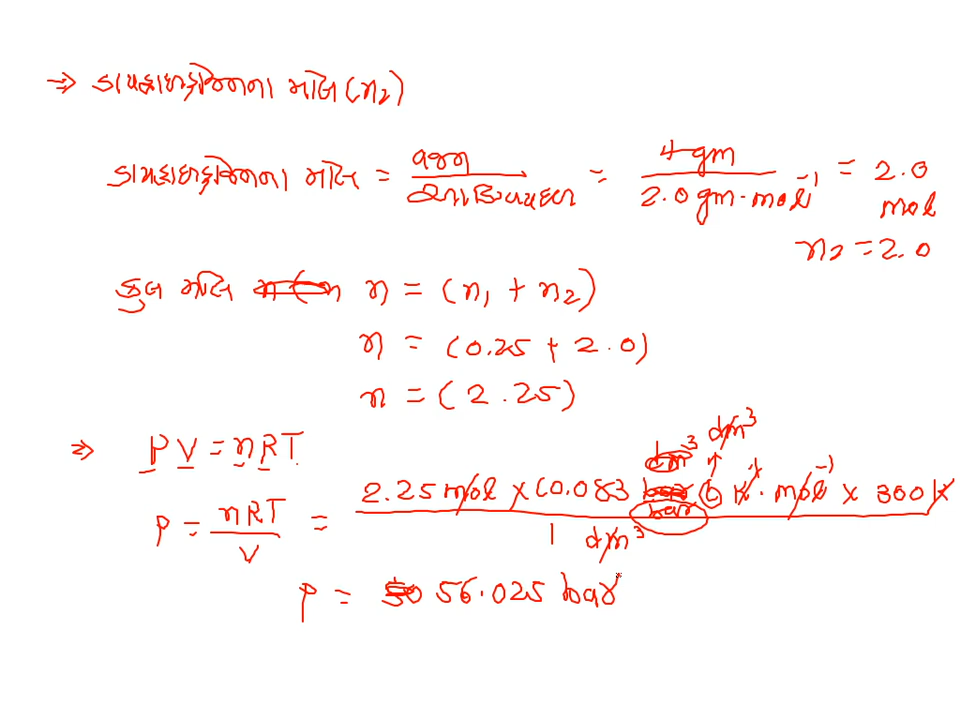 ⇒ ડાયહાઇડ્રોજનના મોલ (n₂)
ડાયહાઇડ્રોજનના મોલ = વજન / અણુભાર = 4 gm / 2.0 gm·mol⁻¹ = 2.0 mol
n₂ = 2.0
કુલ મોલ n = (n₁ + n₂)
n = (0.25 + 2.0)
n = (2.25)
⇒ PV = nRT
P = nRT / V = 2.25 mol × (0.083 bar dm³ K⁻¹·mol⁻¹ × 300 K / 1 dm³
P = 56.025 bar